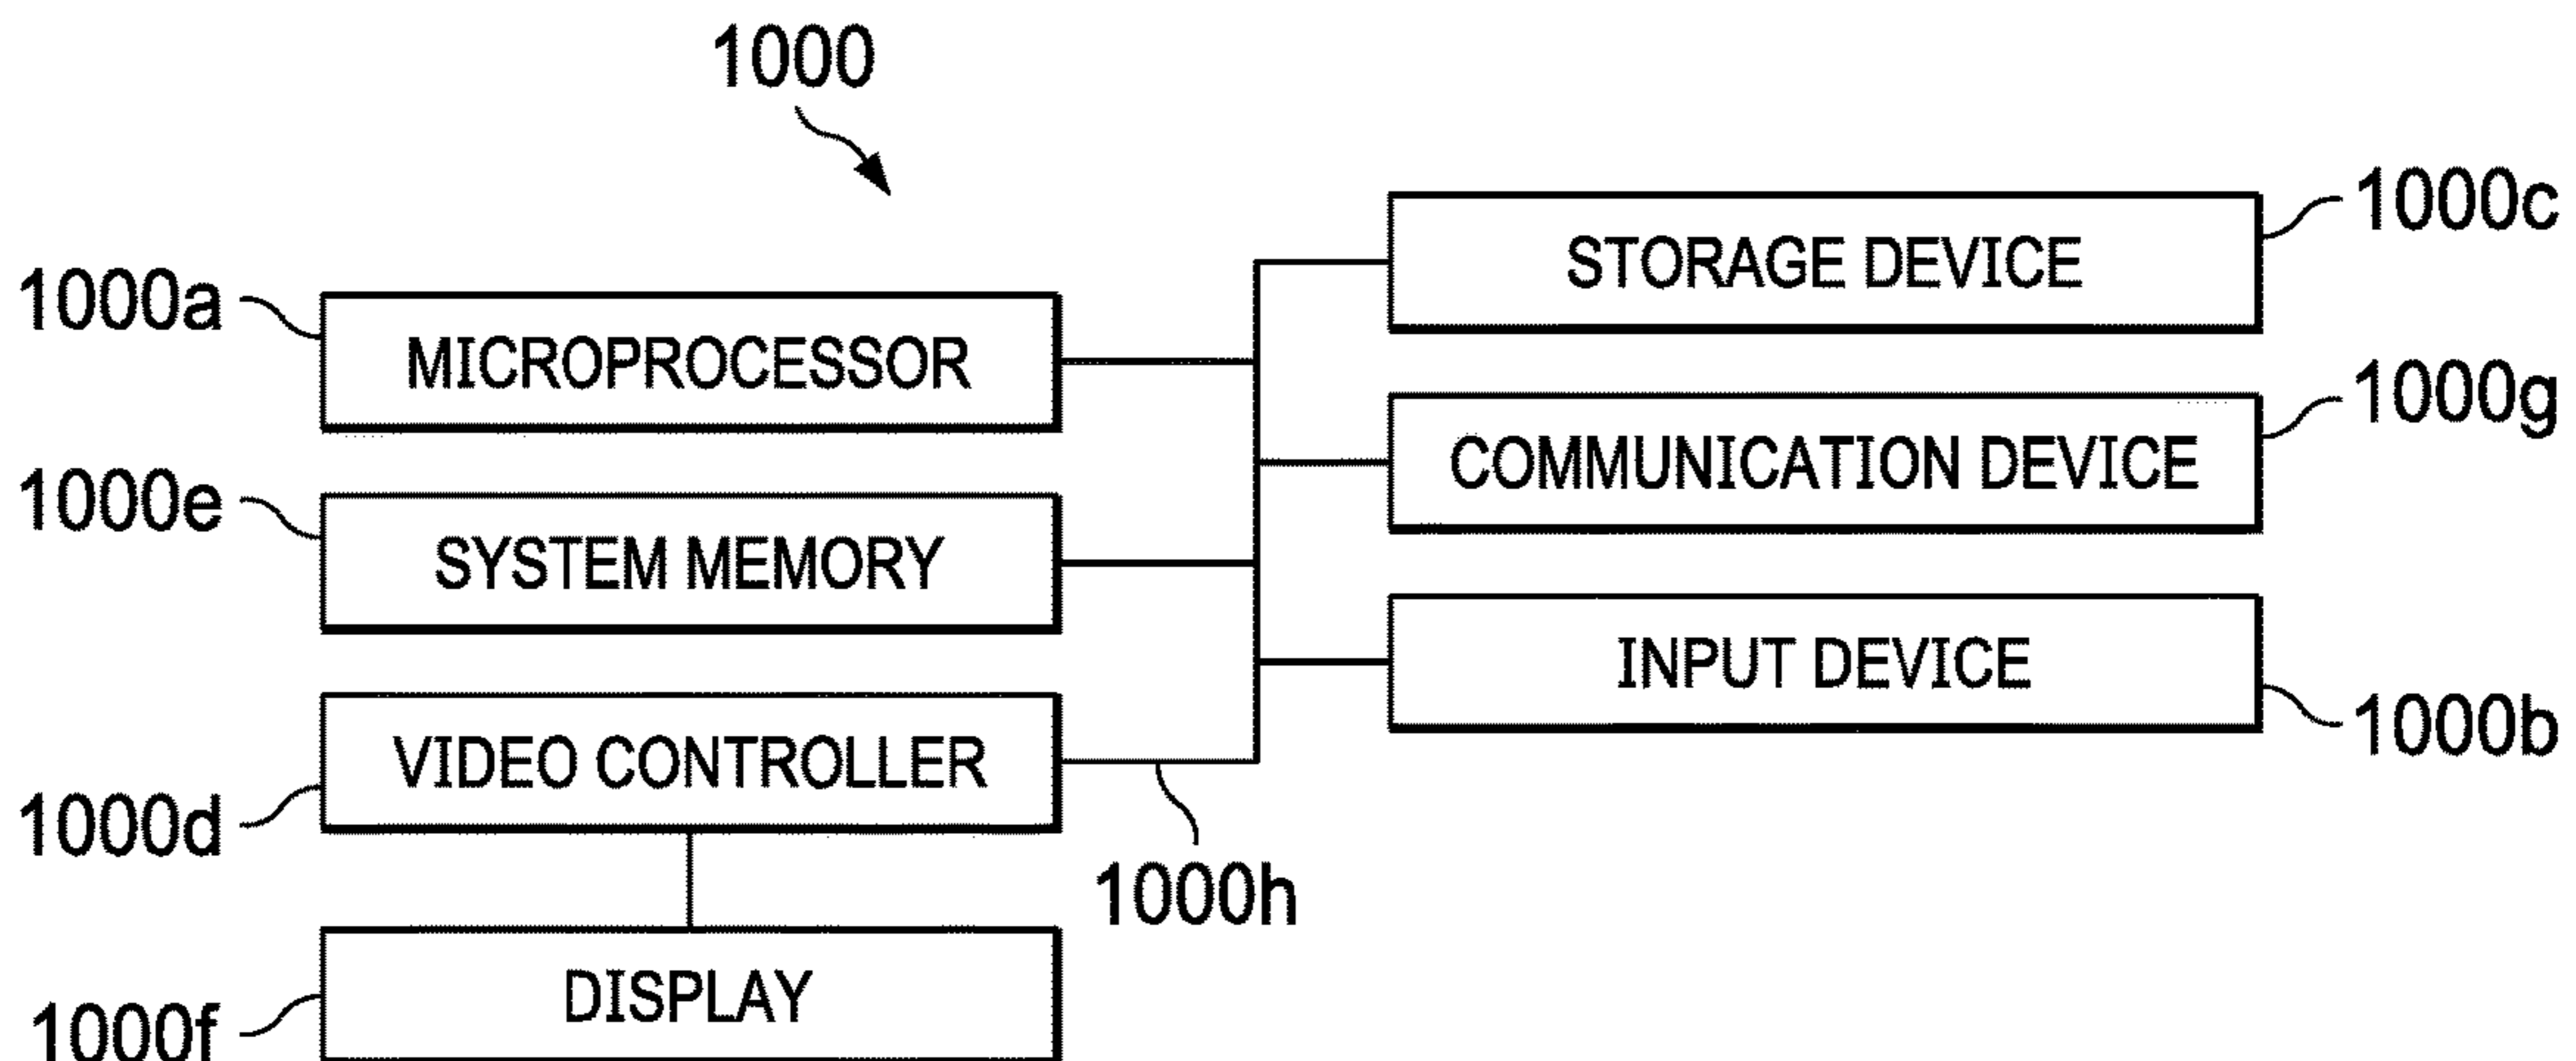 1000
1000c
STORAGE DEVICE
1000a
MICROPROCESSOR
1000g
COMMUNICATION DEVICE
1000e
SYSTEM MEMORY
INPUT DEVICE
1000b
VIDEO CONTROLLER
1000d
1000h
DISPLAY
1000f